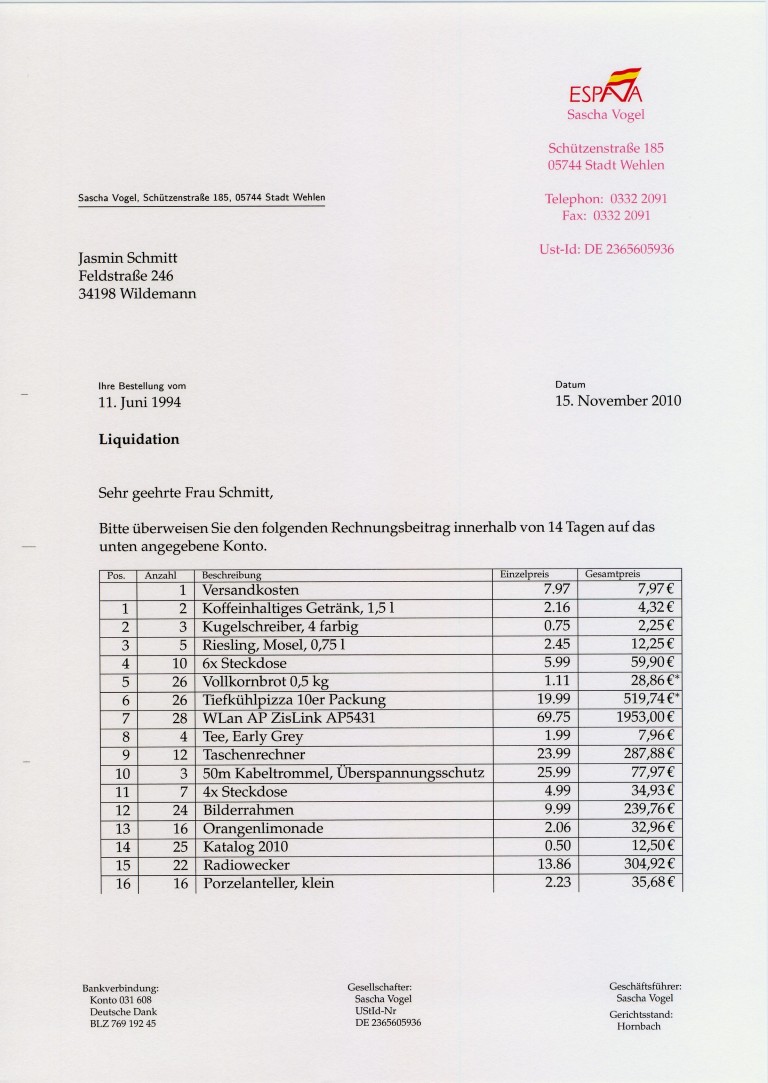 ESPAÑA
Sascha Vogel
Schützenstraße 185
05744 Stadt Wehlen
Telephon: 0332 2091
Fax: 0332 2091
Ust-Id: DE 2365605936
Sascha Vogel, Schützenstraße 185, 05744 Stadt Wehlen
Jasmin Schmitt
Feldstraße 246
34198 Wildemann
Ihre Bestellung vom
11. Juni 1994
Datum
15. November 2010
Liquidation
Sehr geehrte Frau Schmitt,
Bitte überweisen Sie den folgenden Rechnungsbeitrag innerhalb von 14 Tagen auf das
unten angegebene Konto.
Pos. Anzahl Beschreibung Einzelpreis Gesamtpreis
1 Versandkosten 7.97 7,97 €
1 2 Koffeinhaltiges Getränk, 1,5 l 2.16 4,32 €
2 3 Kugelschreiber, 4 farbig 0.75 2,25 €
3 5 Riesling, Mosel, 0,75 l 2.45 12,25 €
4 10 6x Steckdose 5.99 59,90 €
5 26 Vollkornbrot 0,5 kg 1.11 28,86 €*
6 26 Tiefkühlpizza 10er Packung 19.99 519,74 €*
7 28 WLan AP ZisLink AP5431 69.75 1953,00 €
8 4 Tee, Early Grey 1.99 7,96 €
9 12 Taschenrechner 23.99 287,88 €
10 3 50m Kabeltrommel, Überspannungsschutz 25.99 77,97 €
11 7 4x Steckdose 4.99 34,93 €
12 24 Bilderrahmen 9.99 239,76 €
13 16 Orangenlimonade 2.06 32,96 €
14 25 Katalog 2010 0.50 12,50 €
15 22 Radiowecker 13.86 304,92 €
16 16 Porzelanteller, klein 2.23 35,68 €
Bankverbindung:
Konto 031 608
Deutsche Dank
BLZ 769 192 45
Gesellschafter:
Sascha Vogel
UStId-Nr
DE 2365605936
Geschäftsführer:
Sascha Vogel
Gerichtsstand:
Hornbach